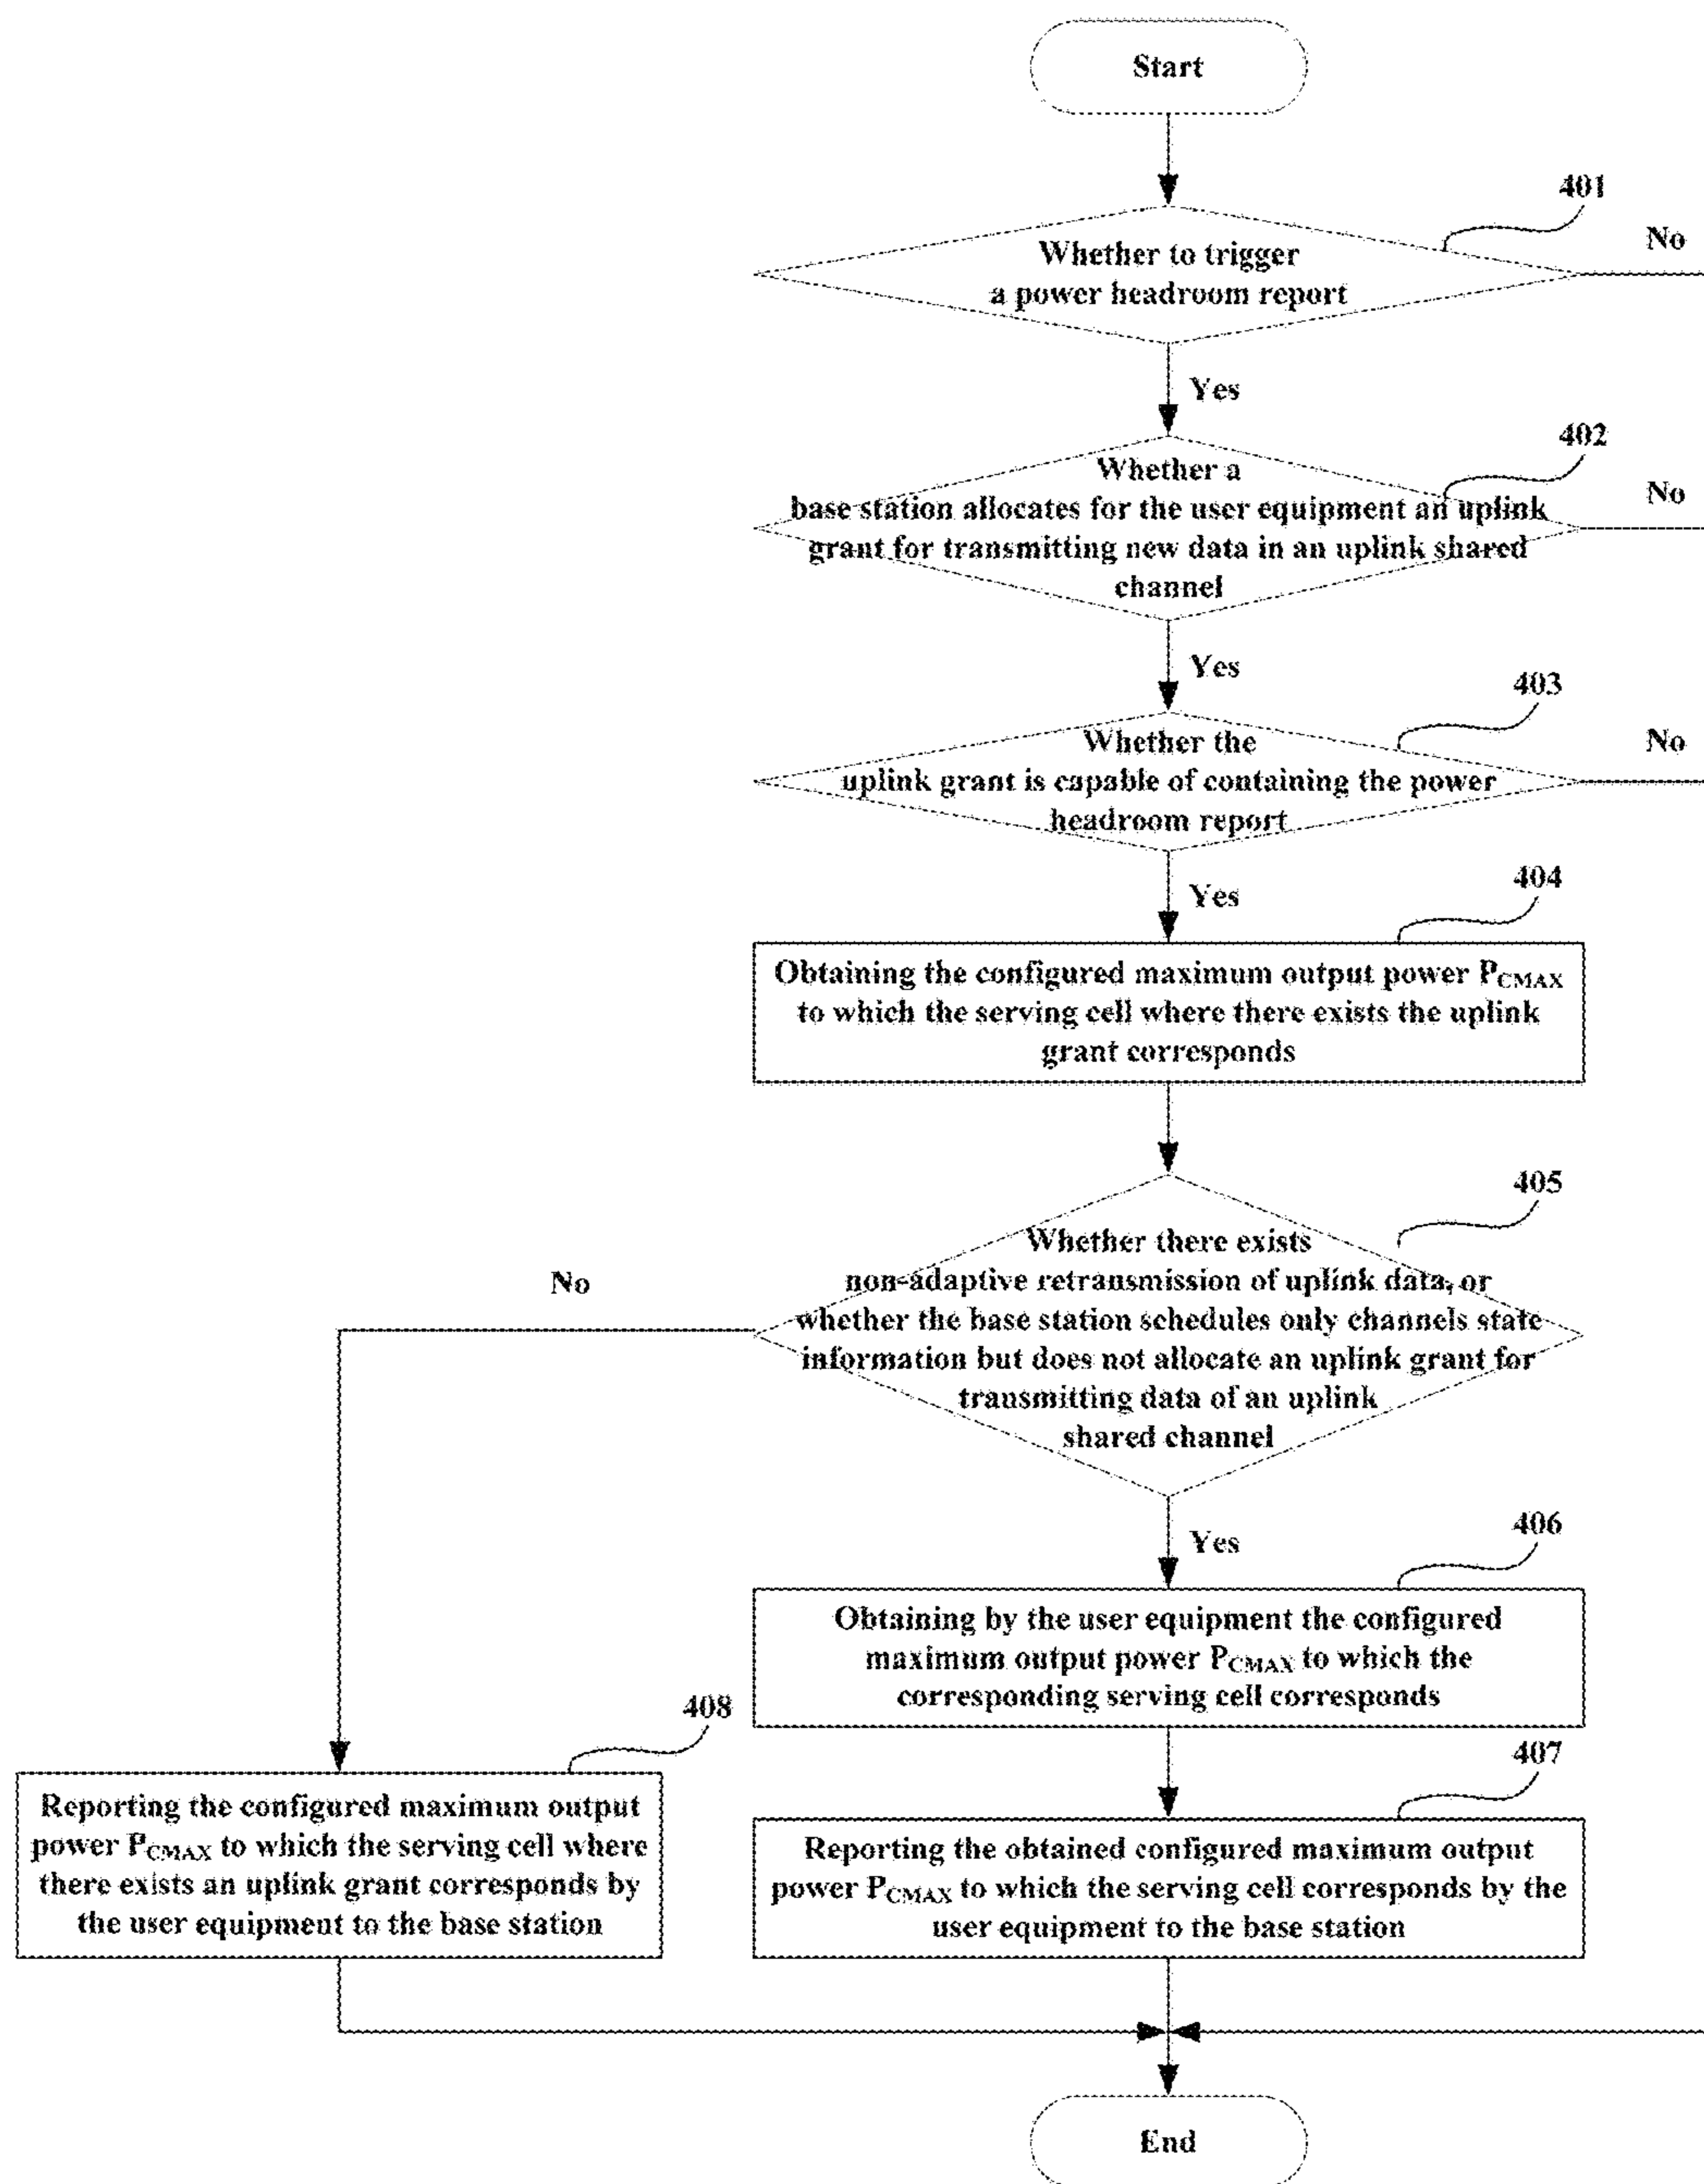 Start
401
Whether to trigger
a power headroom report
No
Yes
402
Whether a
base station allocates for the user equipment an uplink
grant for transmitting new data in an uplink shared
channel
No
Yes
403
Whether the
uplink grant is capable of containing the power
headroom report
No
Yes
404
Obtaining the configured maximum output power PCMAX
to which the serving cell where there exists the uplink
grant corresponds
405
Whether there exists
non-adaptive retransmission of uplink data, or
whether the base station schedules only channels state
information but does not allocate an uplink grant for
transmitting data of an uplink
shared channel
No
Yes
406
Obtaining by the user equipment the configured
maximum output power PCMAX to which the
corresponding serving cell corresponds
408
Reporting the configured maximum output
power PCMAX to which the serving cell where
there exists an uplink grant corresponds by
the user equipment to the base station
407
Reporting the obtained configured maximum output
power PCMAX to which the serving cell corresponds by the
user equipment to the base station
End